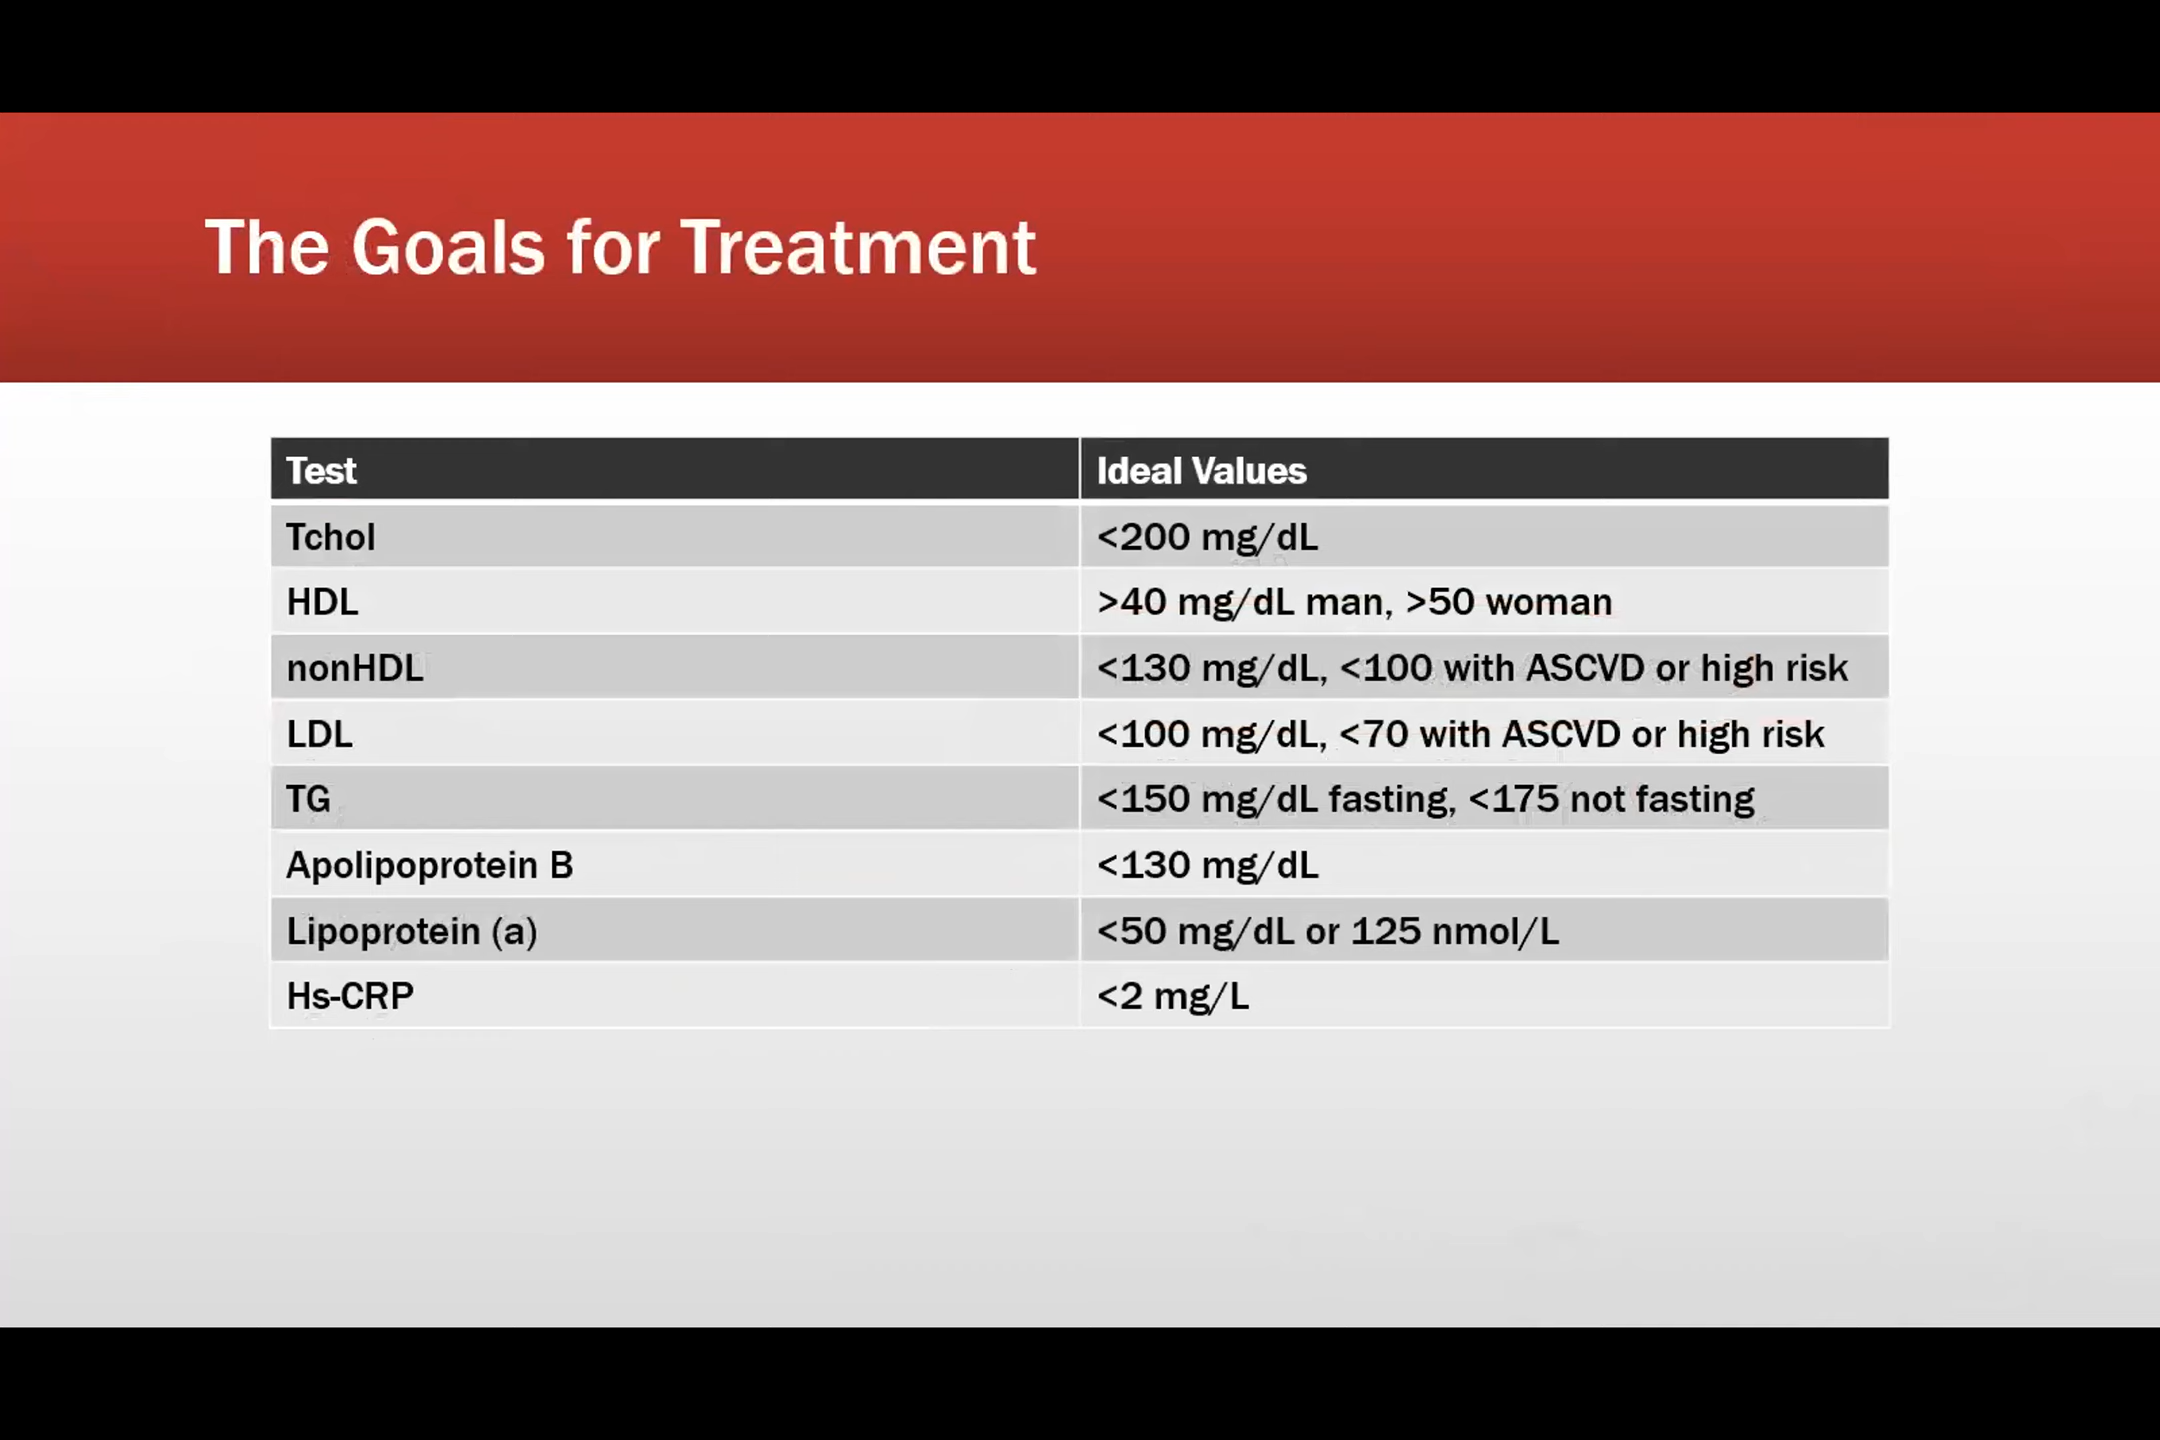 The Goals for Treatment
Test Ideal Values
Tchol <200 mg/dL
HDL >40 mg/dL man, >50 woman
nonHDL <130 mg/dL, <100 with ASCVD or high risk
LDL <100 mg/dL, <70 with ASCVD or high risk
TG <150 mg/dL fasting, <175 not fasting
Apolipoprotein B <130 mg/dL
Lipoprotein (a) <50 mg/dL or 125 nmol/L
Hs-CRP <2 mg/L